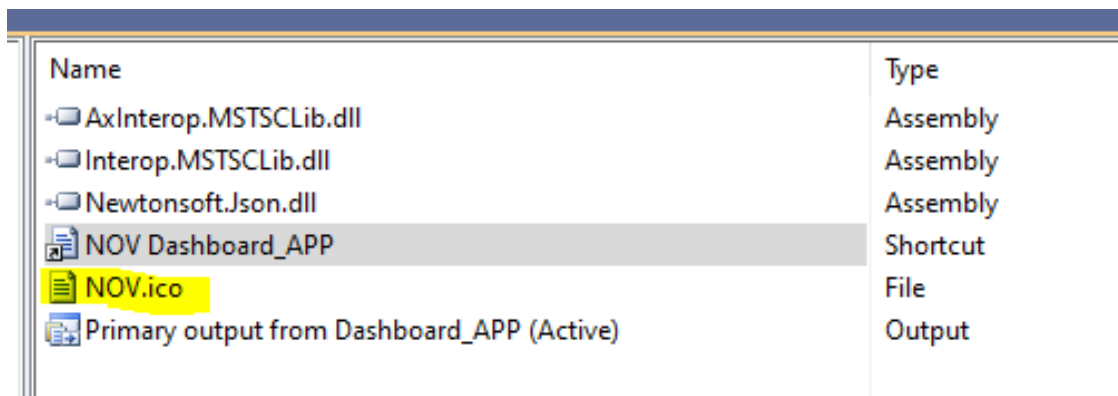 Name Type
AxInterop.MSTSCLib.dll Assembly
Interop.MSTSCLib.dll Assembly
Newtonsoft.Json.dll Assembly
NOV Dashboard_APP Shortcut
NOV.ico File
Primary output from Dashboard_APP (Active) Output